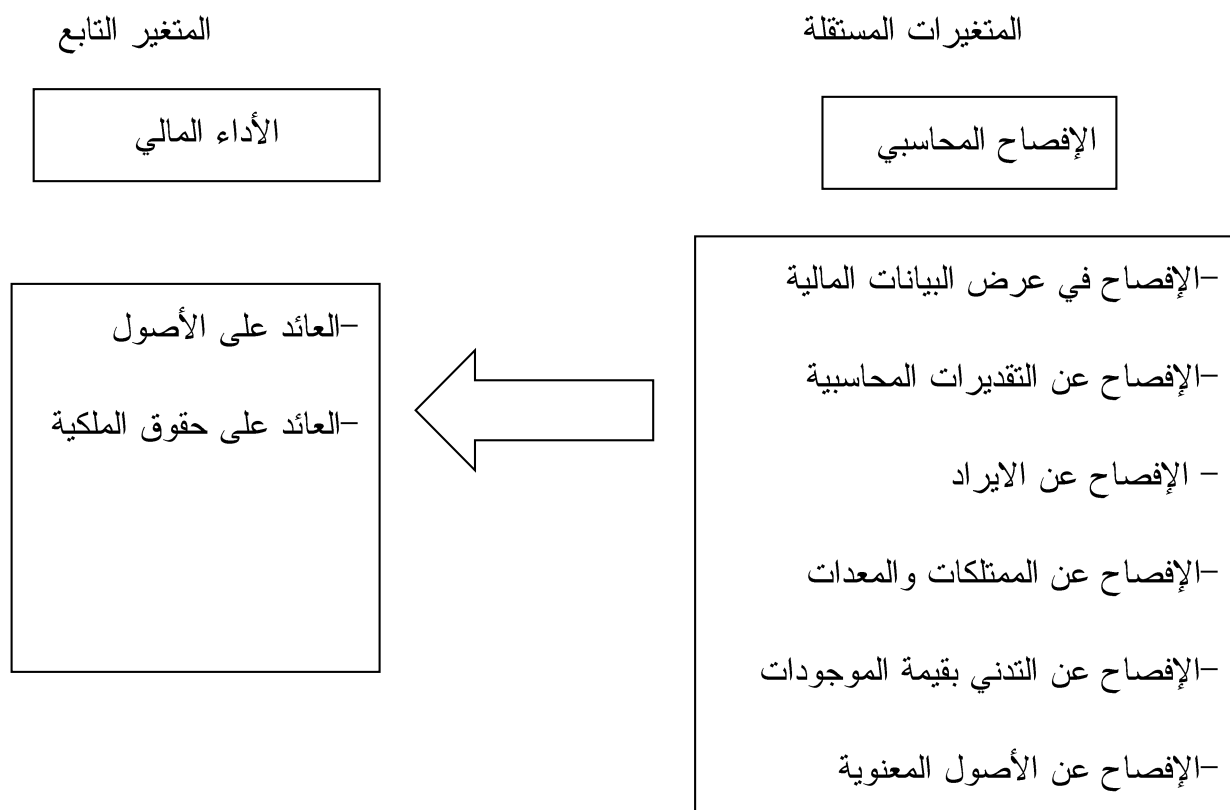 المتغيرات المستقلة
المتغير التابع
الإفصاح المحاسبي
الأداء المالي
-الإفصاح في عرض البيانات المالية
-الإفصاح عن التقديرات المحاسبية
- الإفصاح عن الايراد
-الإفصاح عن الممتلكات والمعدات
-الإفصاح عن التدني بقيمة الموجودات
-الإفصاح عن الأصول المعنوية
-العائد على الأصول
-العائد على حقوق الملكية